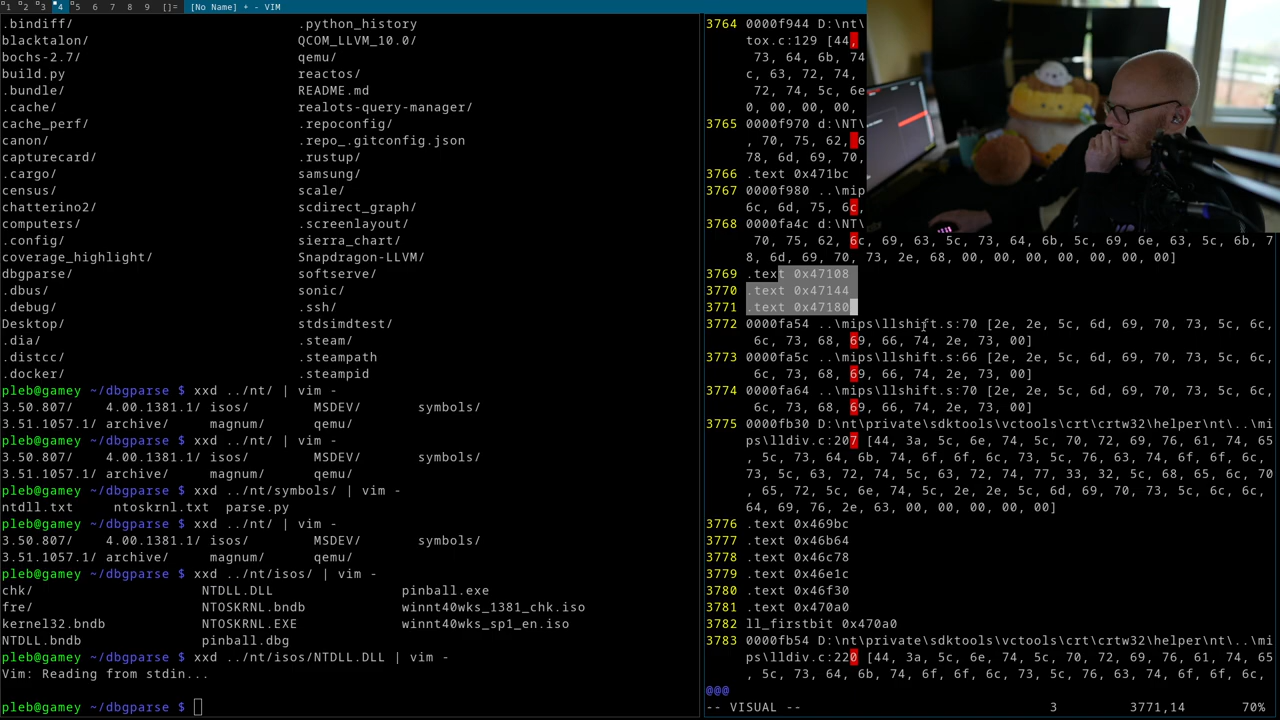 1 2 3 4 5 6 7 8 9 []= [No Name] + - VIM
.bindiff/ .python_history
blacktalon/ QCOM_LLVM_10.0/
bochs-2.7/ qemu/
build.py reactos/
.bundle/ README.md
.cache/ realots-query-manager/
cache_perf/ .repoconfig/
canon/ .repo_.gitconfig.json
capturecard/ .rustup/
.cargo/ samsung/
census/ scale/
chatterino2/ scdirect_graph/
computers/ .screenlayout/
.config/ sierra_chart/
coverage_highlight/ Snapdragon-LLVM/
dbgparse/ softserve/
.dbus/ sonic/
.debug/ .ssh/
Desktop/ stdsimdtest/
.dia/ .steam/
.distcc/ .steampath
.docker/ .steampid
pleb@gamey ~/dbgparse $ xxd ../nt/ | vim -
3.50.807/ 4.00.1381.1/ isos/ MSDEV/ symbols/
3.51.1057.1/ archive/ magnum/ qemu/
pleb@gamey ~/dbgparse $ xxd ../nt/ | vim -
3.50.807/ 4.00.1381.1/ isos/ MSDEV/ symbols/
3.51.1057.1/ archive/ magnum/ qemu/
pleb@gamey ~/dbgparse $ xxd ../nt/symbols/ | vim -
ntdll.txt ntoskrnl.txt parse.py
pleb@gamey ~/dbgparse $ xxd ../nt/ | vim -
3.50.807/ 4.00.1381.1/ isos/ MSDEV/ symbols/
3.51.1057.1/ archive/ magnum/ qemu/
pleb@gamey ~/dbgparse $ xxd ../nt/isos/ | vim -
chk/ NTDLL.DLL pinball.exe
fre/ NTOSKRNL.bndb winnt40wks_1381_chk.iso
kernel32.bndb NTOSKRNL.EXE winnt40wks_sp1_en.iso
NTDLL.bndb pinball.dbg
pleb@gamey ~/dbgparse $ xxd ../nt/isos/NTDLL.DLL | vim -
Vim: Reading from stdin...
pleb@gamey ~/dbgparse $
3764 0000f944 D:\nt\
tox.c:129 [44,
73, 64, 6b, 74
c, 63, 72, 74,
72, 74, 5c, 6e
0, 00, 00, 00,
3765 0000f970 d:\NT\
, 70, 75, 62, 6
78, 6d, 69, 70,
3766 .text 0x471bc
3767 0000f980 ..\mip
6c, 6d, 75, 6c,
3768 0000fa4c d:\NT\
70, 75, 62, 6c, 69, 63, 5c, 73, 64, 6b, 5c, 69, 6e, 63, 5c, 6b, 7
8, 6d, 69, 70, 73, 2e, 68, 00, 00, 00, 00, 00, 00, 00]
3769 .text 0x47108
3770 .text 0x47144
3771 .text 0x47180
3772 0000fa54 ..\mips\llshift.s:70 [2e, 2e, 5c, 6d, 69, 70, 73, 5c, 6c,
6c, 73, 68, 69, 66, 74, 2e, 73, 00]
3773 0000fa5c ..\mips\llshift.s:66 [2e, 2e, 5c, 6d, 69, 70, 73, 5c, 6c,
6c, 73, 68, 69, 66, 74, 2e, 73, 00]
3774 0000fa64 ..\mips\llshift.s:70 [2e, 2e, 5c, 6d, 69, 70, 73, 5c, 6c,
6c, 73, 68, 69, 66, 74, 2e, 73, 00]
3775 0000fb30 D:\nt\private\sdktools\vctools\crt\crtw32\helper\nt\..\mi
ps\lldiv.c:207 [44, 3a, 5c, 6e, 74, 5c, 70, 72, 69, 76, 61, 74, 65
, 5c, 73, 64, 6b, 74, 6f, 6f, 6c, 73, 5c, 76, 63, 74, 6f, 6f, 6c,
73, 5c, 63, 72, 74, 5c, 63, 72, 74, 77, 33, 32, 5c, 68, 65, 6c, 70
, 65, 72, 5c, 6e, 74, 5c, 2e, 2e, 5c, 6d, 69, 70, 73, 5c, 6c, 6c,
64, 69, 76, 2e, 63, 00, 00, 00, 00, 00]
3776 .text 0x469bc
3777 .text 0x46b64
3778 .text 0x46c78
3779 .text 0x46e1c
3780 .text 0x46f30
3781 .text 0x470a0
3782 ll_firstbit 0x470a0
3783 0000fb54 D:\nt\private\sdktools\vctools\crt\crtw32\helper\nt\..\mi
ps\lldiv.c:220 [44, 3a, 5c, 6e, 74, 5c, 70, 72, 69, 76, 61, 74, 65
, 5c, 73, 64, 6b, 74, 6f, 6f, 6c, 73, 5c, 76, 63, 74, 6f, 6f, 6c,
@@@
-- VISUAL -- 3 3771,14 70%